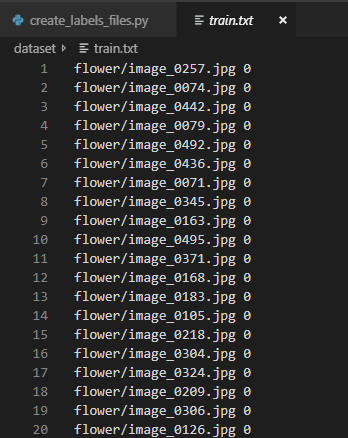 create_labels_files.py train.txt ×
dataset train.txt
1 flower/image_0257.jpg 0
2 flower/image_0074.jpg 0
3 flower/image_0442.jpg 0
4 flower/image_0079.jpg 0
5 flower/image_0492.jpg 0
6 flower/image_0436.jpg 0
7 flower/image_0071.jpg 0
8 flower/image_0345.jpg 0
9 flower/image_0163.jpg 0
10 flower/image_0495.jpg 0
11 flower/image_0371.jpg 0
12 flower/image_0168.jpg 0
13 flower/image_0183.jpg 0
14 flower/image_0105.jpg 0
15 flower/image_0218.jpg 0
16 flower/image_0304.jpg 0
17 flower/image_0324.jpg 0
18 flower/image_0209.jpg 0
19 flower/image_0306.jpg 0
20 flower/image_0126.jpg 0